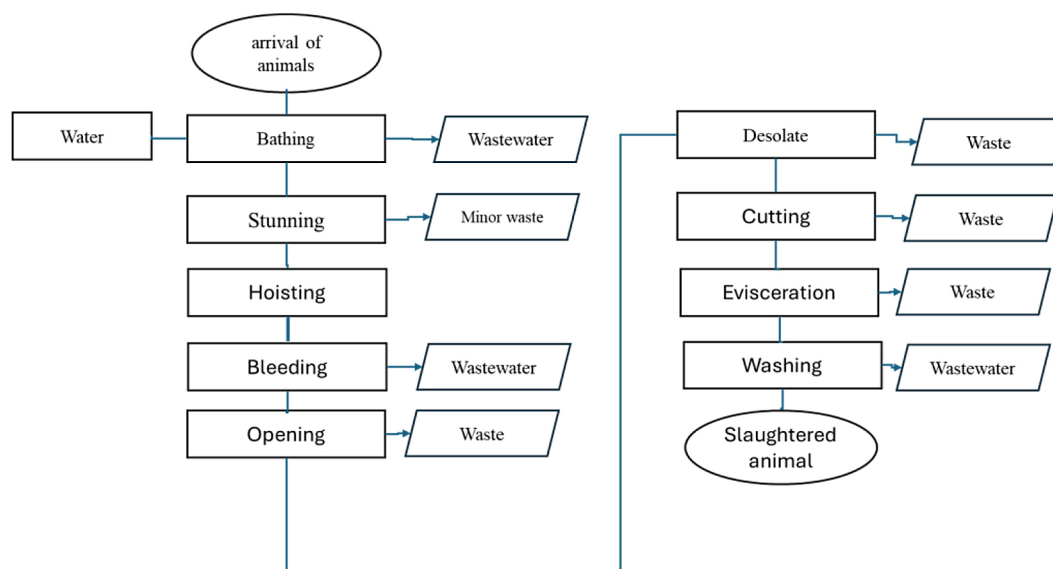 arrival of
animals
Water
Bathing
Wastewater
Stunning
Minor waste
Hoisting
Bleeding
Wastewater
Opening
Waste
Desolate
Waste
Cutting
Waste
Evisceration
Waste
Washing
Wastewater
Slaughtered
animal